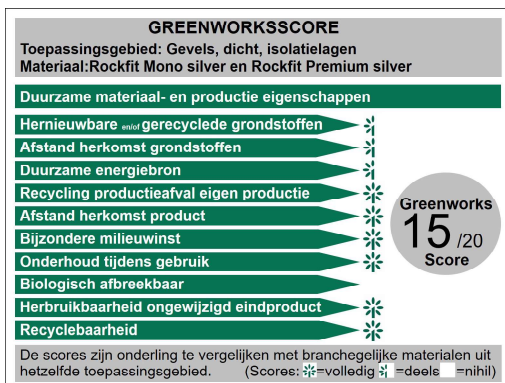 GREENWORKSSCORE
Toepassingsgebied: Gevels, dicht, isolatielagen
Materiaal:Rockfit Mono silver en Rockfit Premium silver
Duurzame materiaal- en productie eigenschappen
Hernieuwbare en/of gerecyclede grondstoffen
Afstand herkomst grondstoffen
Duurzame energiebron
Recycling productieafval eigen productie
Afstand herkomst product
Bijzondere milieuwinst
Onderhoud tijdens gebruik
Biologisch afbreekbaar
Herbruikbaarheid ongewijzigd eindproduct
Recyclebaarheid
Greenworks
15 /20
Score
De scores zijn onderling te vergelijken met branchegelijke materialen uit
hetzelfde toepassingsgebied. (Scores: =volledig =deels =nihil)